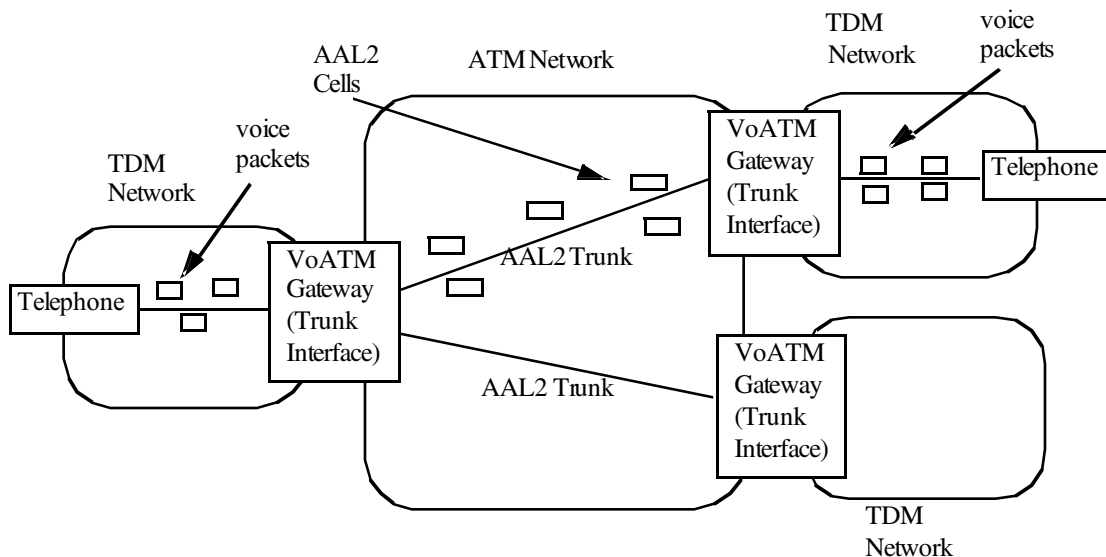 TDM
Network
voice
packets
AAL2
Cells
ATM Network
VoATM
Gateway
(Trunk
Interface)
Telephone
voice
packets
TDM
Network
Telephone
VoATM
Gateway
(Trunk
Interface)
AAL2 Trunk
AAL2 Trunk
VoATM
Gateway
(Trunk
Interface)
TDM
Network